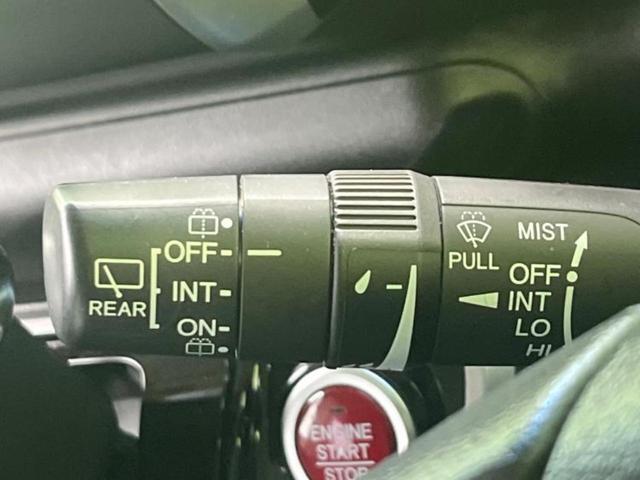 REAR
OFF
INT
ON
PULL
MIST
OFF
INT
LO
HI
ENGINE
START
STOP